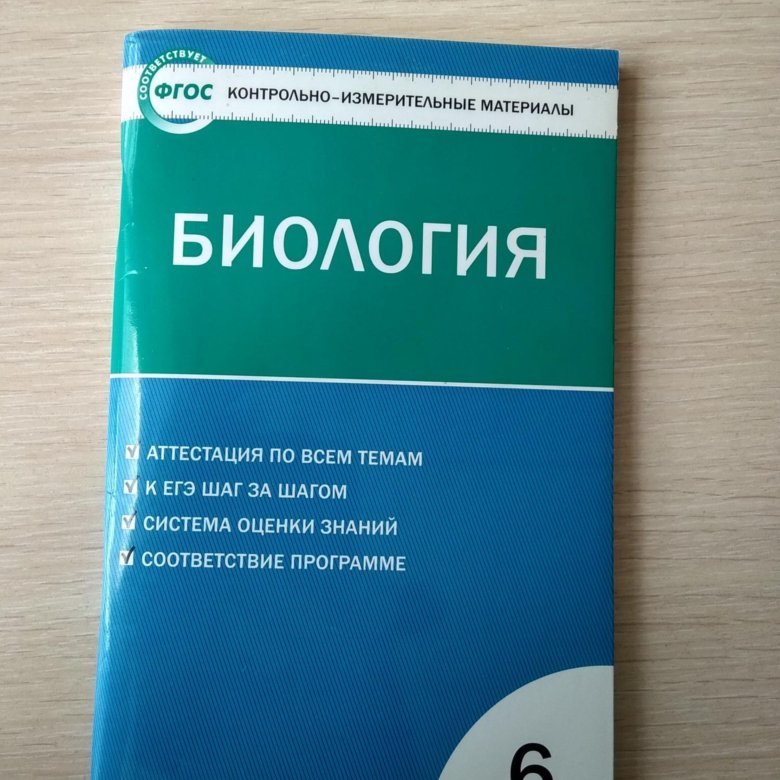 СООТВЕТСТВУЕТ
ФГОС
КОНТРОЛЬНО-ИЗМЕРИТЕЛЬНЫЕ МАТЕРИАЛЫ
БИОЛОГИЯ
АТТЕСТАЦИЯ ПО ВСЕМ ТЕМАМ
К ЕГЭ ШАГ ЗА ШАГОМ
СИСТЕМА ОЦЕНКИ ЗНАНИЙ
СООТВЕТСТВИЕ ПРОГРАММЕ
6